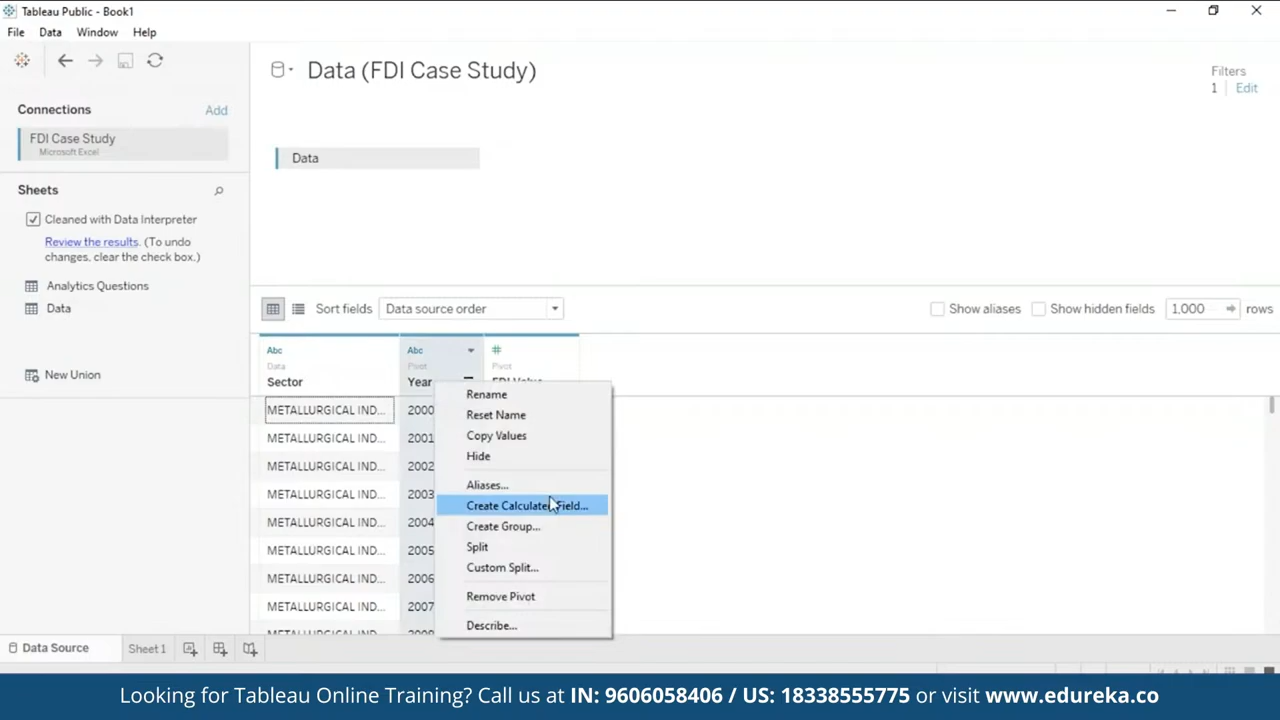 Tableau Public - Book1
File Data Window Help
Data (FDI Case Study)
Filters
1 Edit
Connections Add
FDI Case Study
Microsoft Excel
Data
Sheets
Cleaned with Data Interpreter
Review the results. (To undo
changes, clear the check box.)
Analytics Questions
Data
New Union
Sort fields Data source order Show aliases Show hidden fields 1,000 rows
Abc Abc #
Data Pivot Pivot
Sector Year FDI Value
METALLURGICAL IND... 2000
METALLURGICAL IND... 2001
METALLURGICAL IND... 2002
METALLURGICAL IND... 2003
METALLURGICAL IND... 2004
METALLURGICAL IND... 2005
METALLURGICAL IND... 2006
METALLURGICAL IND... 2007
METALLURGICAL IND... 2008
Rename
Reset Name
Copy Values
Hide
Aliases...
Create Calculated Field...
Create Group...
Split
Custom Split...
Remove Pivot
Describe...
Data Source Sheet 1
Looking for Tableau Online Training? Call us at IN: 9606058406 / US: 18338555775 or visit www.edureka.co